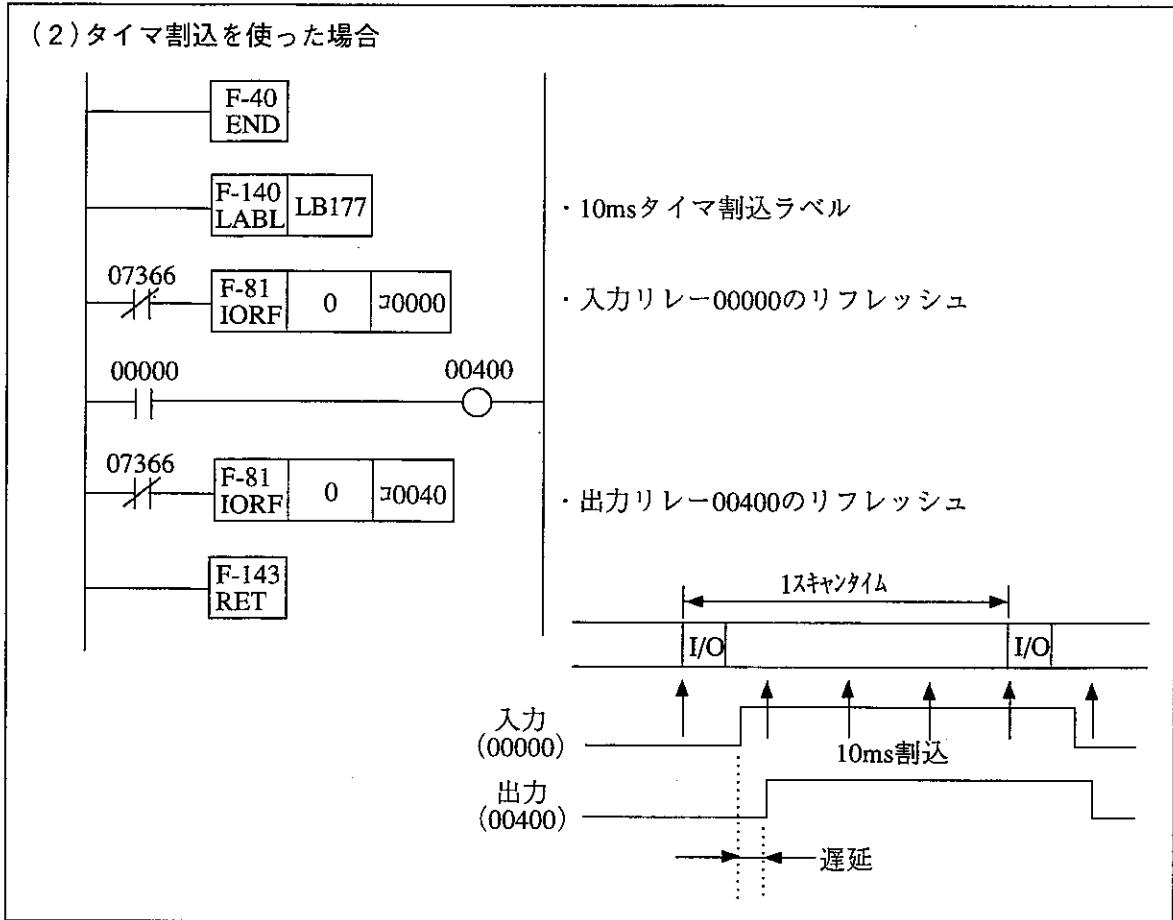 (2)タイマ割込を使った場合
F-40
END
F-140
LABL
LB177
・10msタイマ割込ラベル
07366
F-81
IORF
0
コ0000
・入力リレー00000のリフレッシュ
00000
00400
07366
F-81
IORF
0
コ0040
・出力リレー00400のリフレッシュ
F-143
RET
1スキャンタイム
I/O
I/O
入力
(00000)
10ms割込
出力
(00400)
遅延